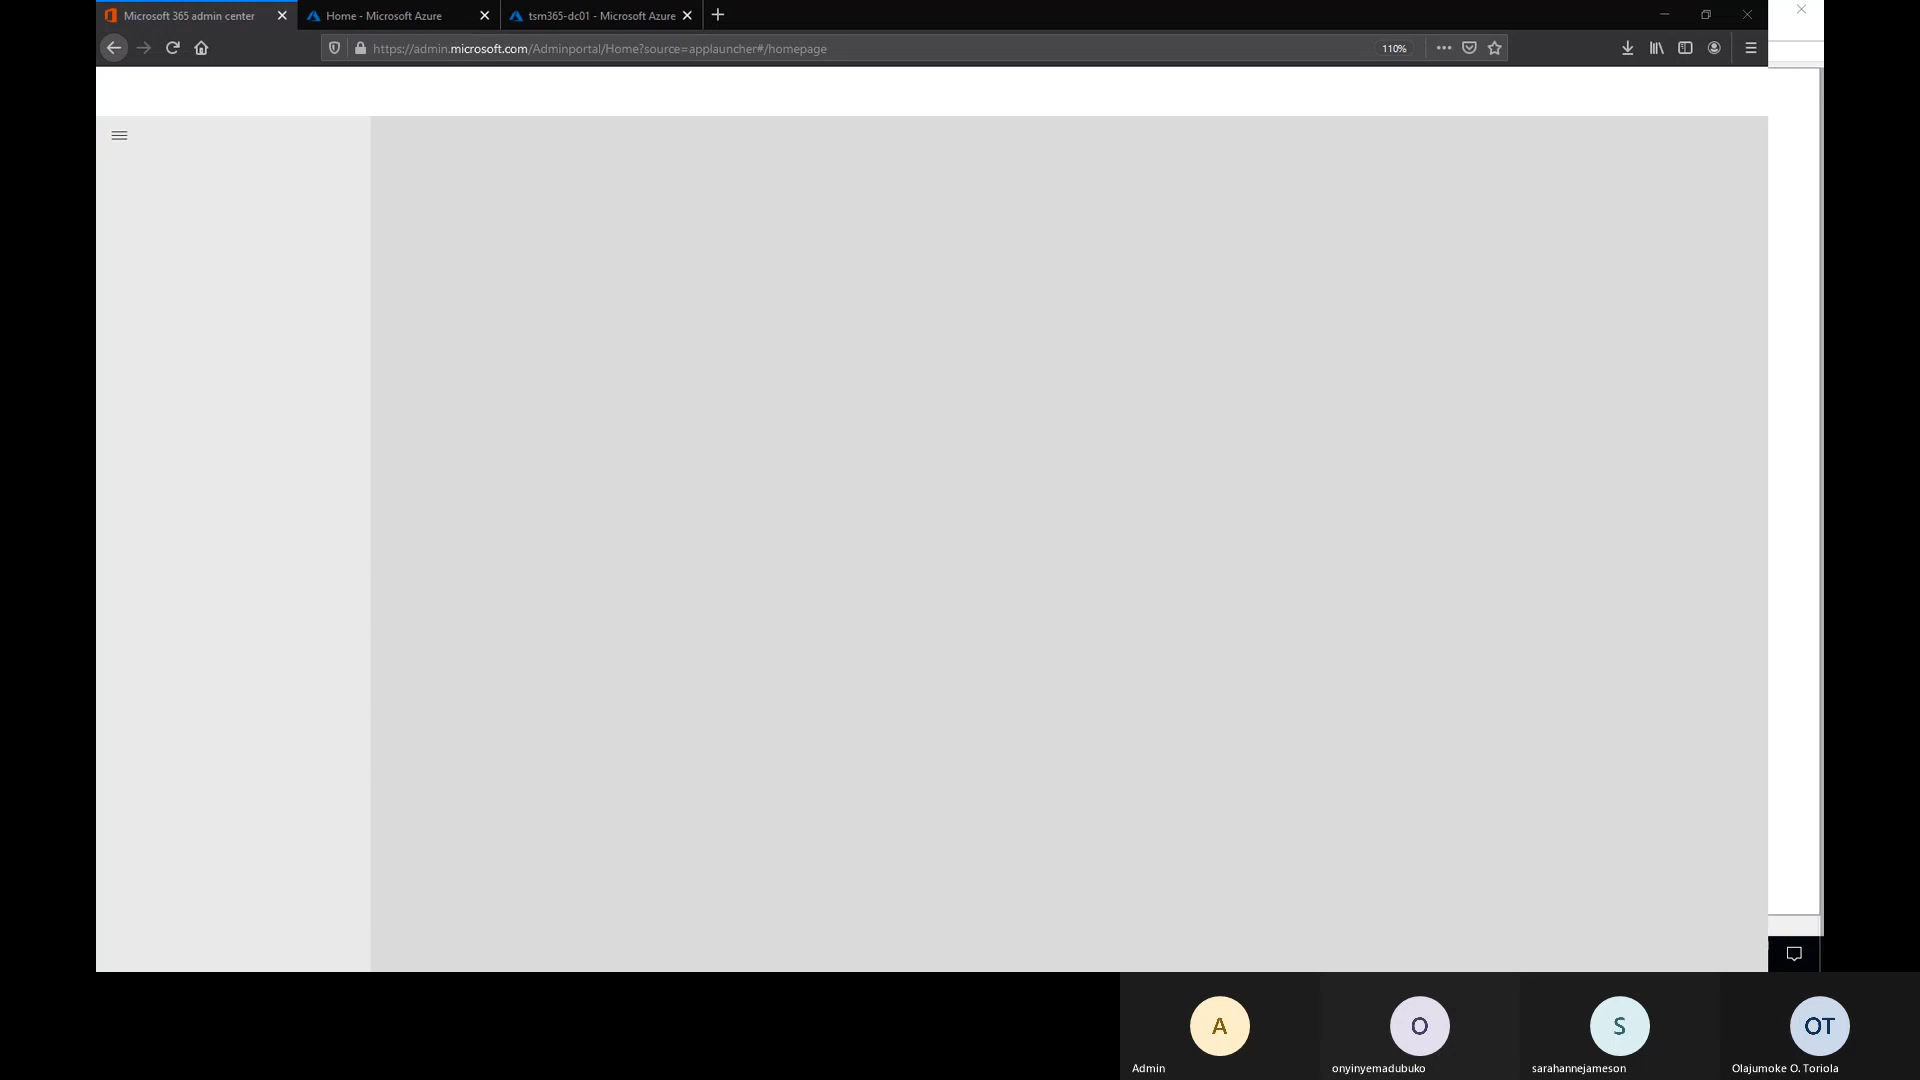 Microsoft 365 admin center
Home - Microsoft Azure
tsm365-dc01 - Microsoft Azure
https://admin.microsoft.com/Adminportal/Home?source=applauncher#/homepage
110%
A
O
S
OT
Admin
onyinyemadubuko
sarahannejameson
Olajumoke O. Toriola